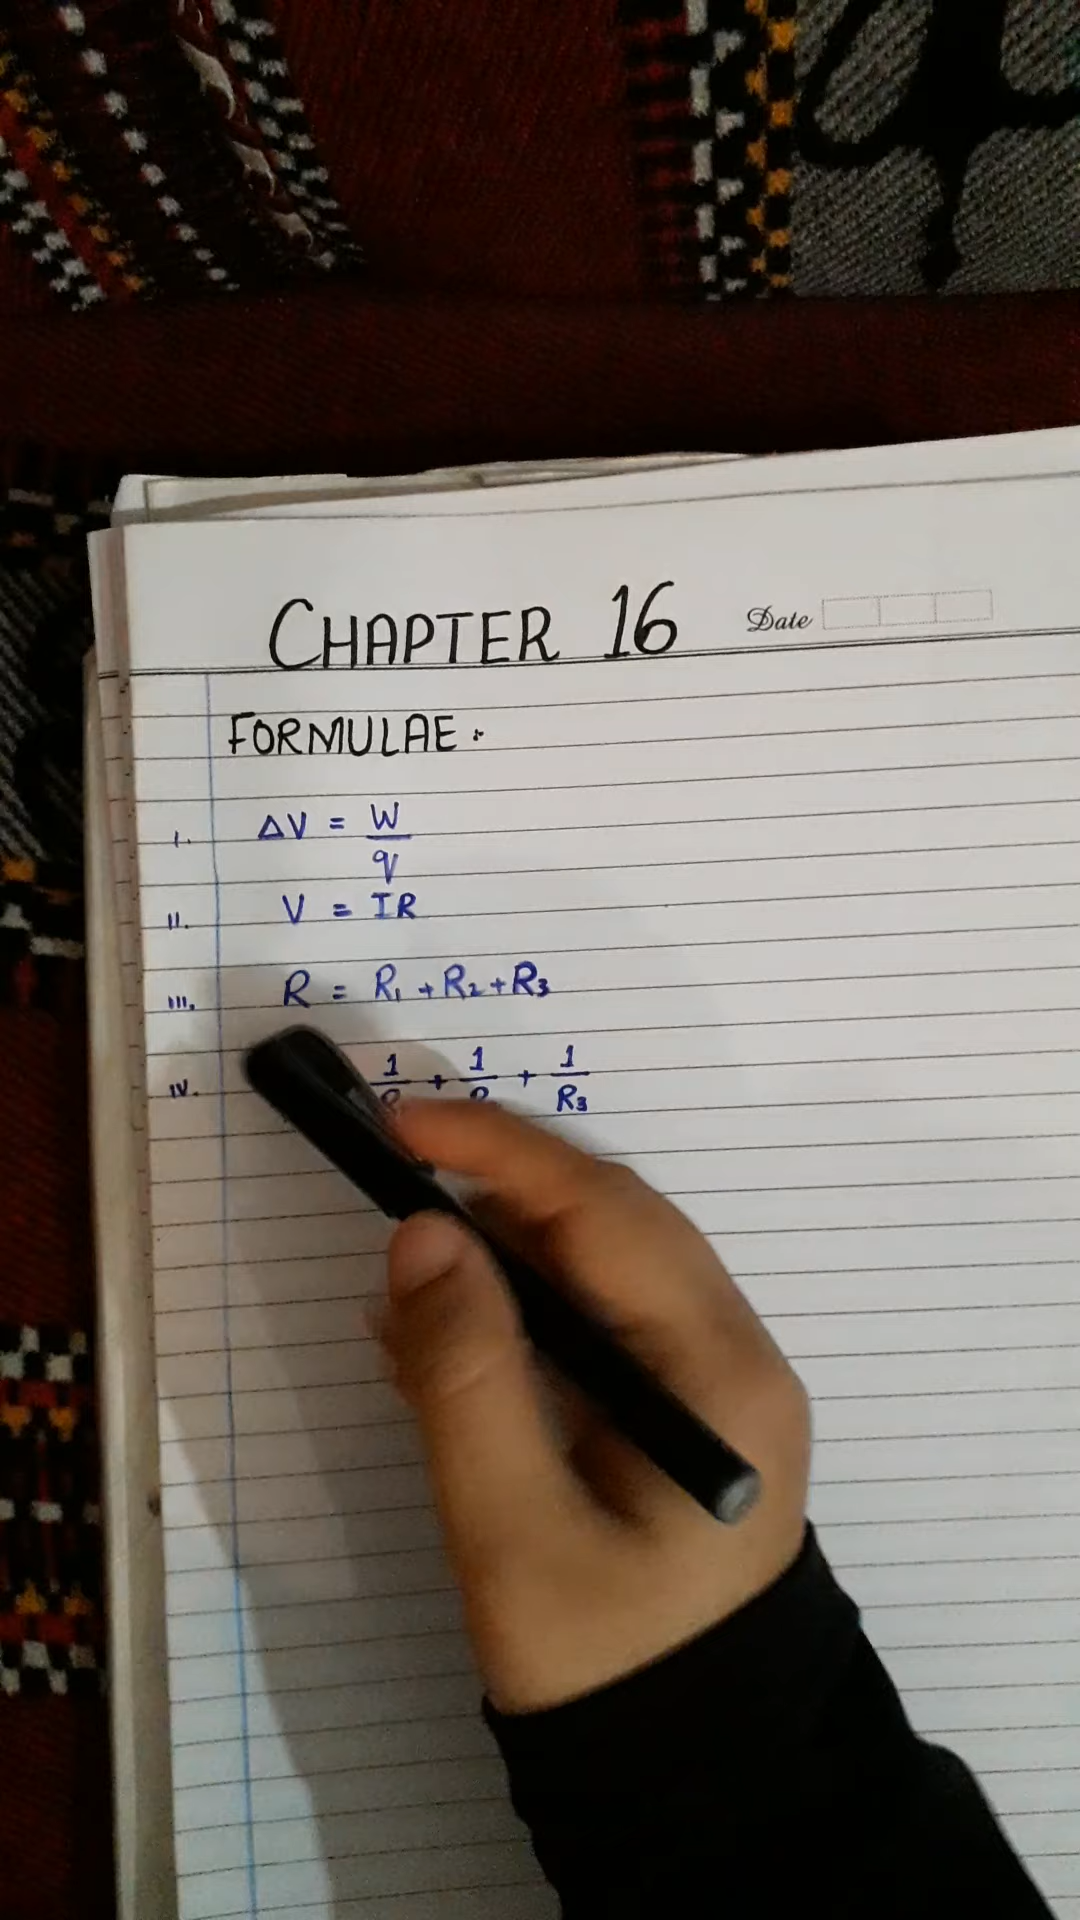 CHAPTER 16 Date
FORMULAE :
I. ΔV = W/q
II. V = IR
III. R = R₁ + R₂ + R₃
IV. 1/R + 1/R + 1/R₃